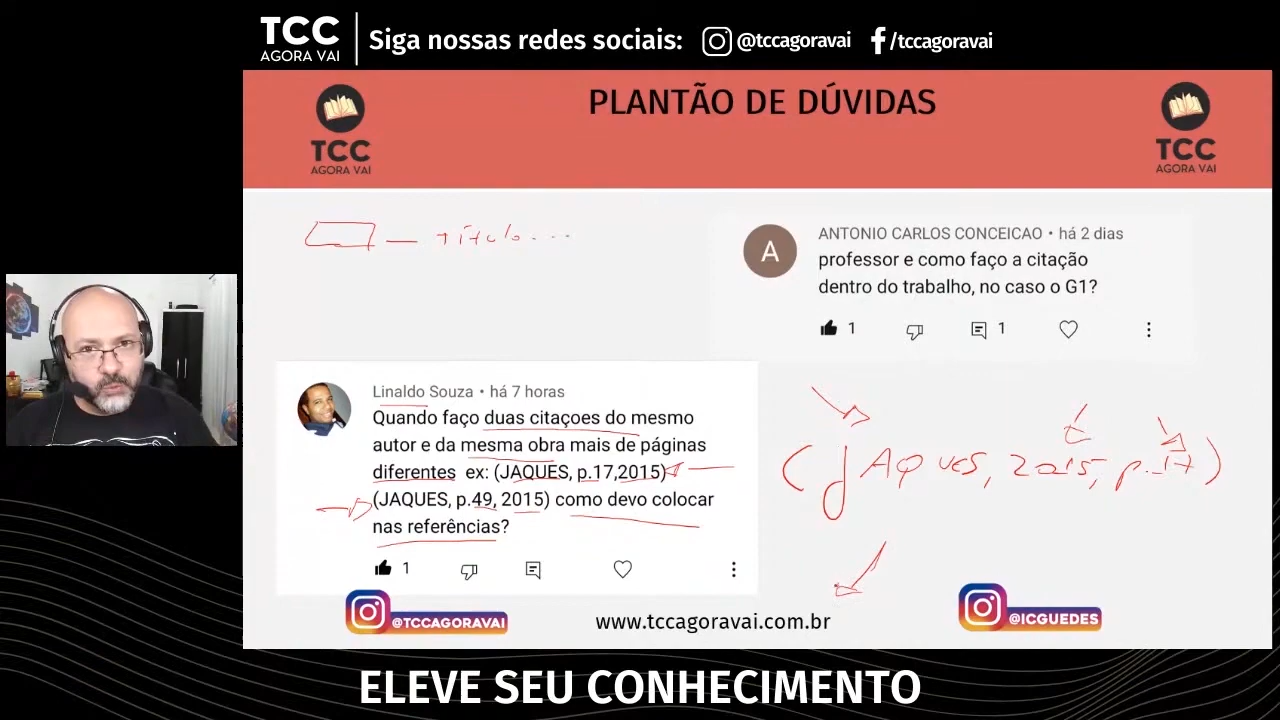 TCC
AGORA VAI
Siga nossas redes sociais: @tccagoravai /tccagoravai
PLANTÃO DE DÚVIDAS
TCC
AGORA VAI
TCC
AGORA VAI
— título...
A
ANTONIO CARLOS CONCEICAO • há 2 dias
professor e como faço a citação
dentro do trabalho, no caso o G1?
1 1
Linaldo Souza • há 7 horas
Quando faço duas citaçoes do mesmo
autor e da mesma obra mais de páginas
diferentes ex: (JAQUES, p.17,2015)
(JAQUES, p.49, 2015) como devo colocar
nas referências?
1
(JAQUES, 2015, p.17)
@TCCAGORAVAI
www.tccagoravai.com.br
@ICGUEDES
ELEVE SEU CONHECIMENTO